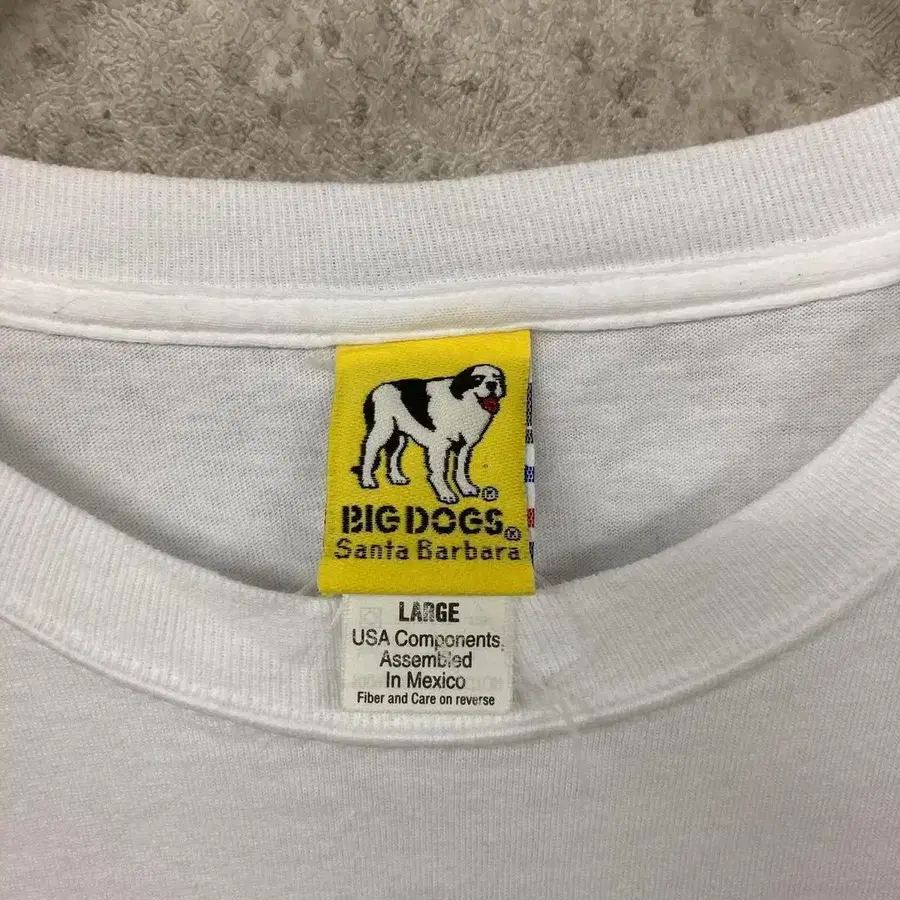 ®
BIG DOGS®
Santa Barbara
LARGE
USA Components,
Assembled
In Mexico
Fiber and Care on reverse